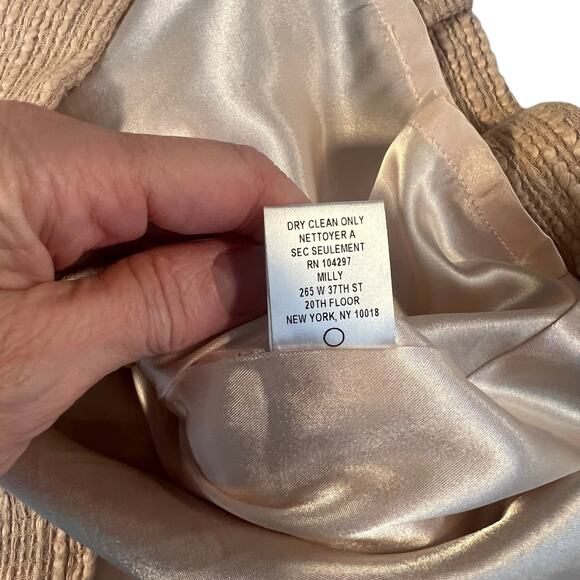 DRY CLEAN ONLY
NETTOYER A
SEC SEULEMENT
RN 104297
MILLY
265 W 37TH ST
20TH FLOOR
NEW YORK, NY 10018